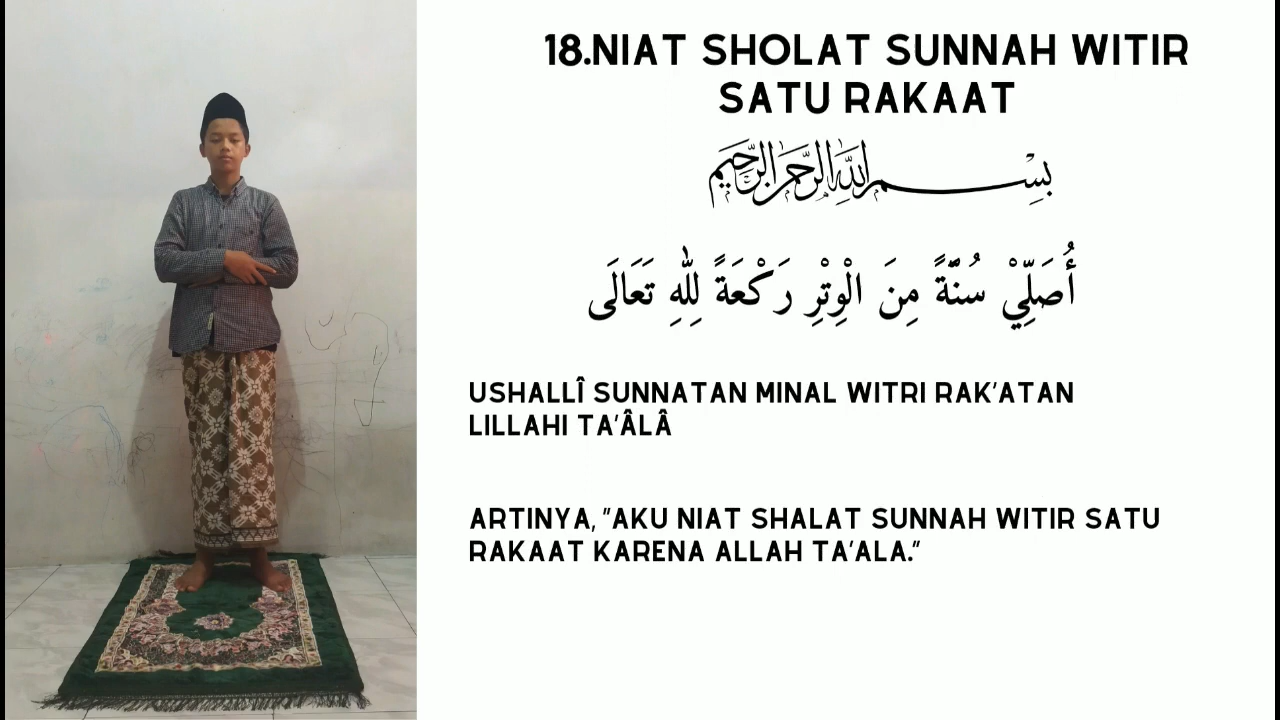 18.NIAT SHOLAT SUNNAH WITIR
SATU RAKAAT
بِسْمِ اللَّهِ الرَّحْمٰنِ الرَّحِيمِ
أُصَلِّيْ سُنَّةً مِنَ الْوِتْرِ رَكْعَةً لِلّٰهِ تَعَالَى
USHALLÎ SUNNATAN MINAL WITRI RAK'ATAN
LILLAHI TA'ÂLÂ
ARTINYA, "AKU NIAT SHALAT SUNNAH WITIR SATU
RAKAAT KARENA ALLAH TA'ALA."